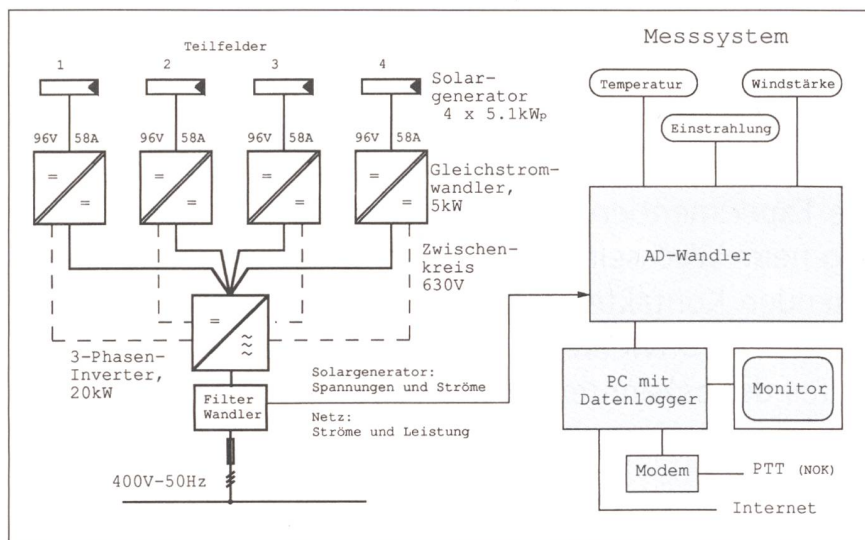 Teilfelder
1 2 3 4
Solar-
generator
4 x 5.1kWp
96V 58A 96V 58A 96V 58A 96V 58A
= = = =
= = = =
Gleichstrom-
wandler,
5kW
Zwischen-
kreis
630V
=
~
~
~
3-Phasen-
Inverter,
20kW
Filter
Wandler
Solargenerator:
Spannungen und Ströme
Netz:
Ströme und Leistung
400V-50Hz
Messsystem
Temperatur
Windstärke
Einstrahlung
AD-Wandler
PC mit
Datenlogger
Monitor
Modem
PTT (NOK)
Internet